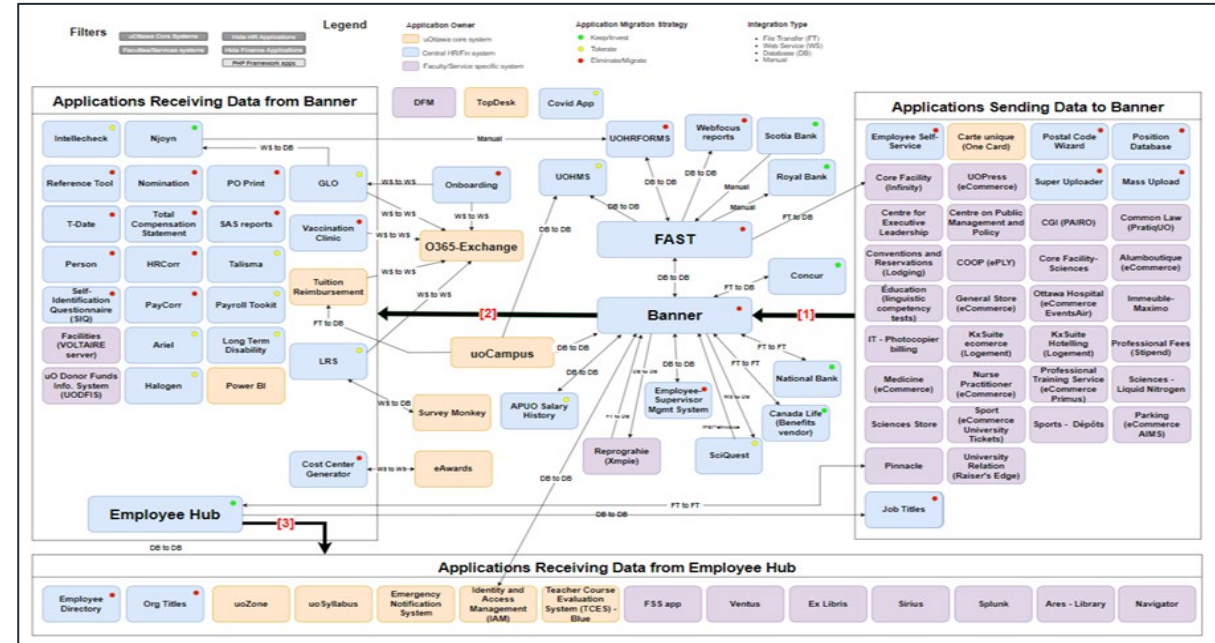 Filters
uOttawa Core Systems
Hide HR Applications
Faculties/Services systems
Hide Finance Applications
PHP Framework apps
Legend
Application Owner
uOttawa core system
Central HR/Fin system
Faculty/Service specific system
Application Migration Strategy
Keep/Invest
Tolerate
Eliminate/Migrate
Integration Type
• File Transfer (FT)
• Web Service (WS)
• Database (DB)
• Manual
Applications Receiving Data from Banner
Intellecheck
Njoyn
WS to DB
Reference Tool
Nomination
PO Print
GLO
T-Date
Total
Compensation
Statement
SAS reports
Vaccination
Clinic
Person
HRCorr
Talisma
Tuition
Reimbursement
Self-
Identification
Questionnaire
(SIQ)
PayCorr
Payroll Tookit
FT to DB
Facilities
(VOLTAIRE
server)
Ariel
Long Term
Disability
LRS
uO Donor Funds
Info. System
(UODFIS)
Halogen
Power BI
WS to DB
Cost Center
Generator
Employee Hub
[3]
DB to DB
DFM
TopDesk
Covid App
Manual
UOHRFORMS
Webfocus
reports
Scotia Bank
WS to WS
Onboarding
UOHMS
DB to DB
DB to DB
Manual
Royal Bank
Manual
WS to WS
WS to WS
O365-Exchange
DB to DB
FAST
FT to DB
WS to WS
WS to WS
DB to DB
Concur
FT to DB
[2]
Banner
[1]
uoCampus
DB to DB
FT to FT
National Bank
Survey Monkey
APUO Salary
History
DB to DB
Employee-
Supervisor
Mgmt System
Canada Life
(Benefits
vendor)
Reprograhie
(Xmpie)
SciQuest
WS to WS
eAwards
DB to DB
FT to FT
DB to DB
Applications Sending Data to Banner
Employee Self-
Service
Carte unique
(One Card)
Postal Code
Wizard
Position
Database
Core Facility
(Infinity)
UOPress
(eCommerce)
Super Uploader
Mass Upload
Centre for
Executive
Leadership
Centre on Public
Management and
Policy
CGI (PAIRO)
Common Law
(PratiqUO)
Conventions and
Reservations
(Lodging)
COOP (ePLY)
Core Facility-
Sciences
Alumboutique
(eCommerce)
Éducation
(linguistic
competency
tests)
General Store
(eCommerce)
Ottawa Hospital
(eCommerce
EventsAir)
Immeuble-
Maximo
IT - Photocopier
billing
KxSuite
ecomerce
(Logement)
KxSuite
Hotelling
(Logement)
Professional Fees
(Stipend)
Medicine
(eCommerce)
Nurse
Practitioner
(eCommerce)
Professional
Training Service
(eCommerce
Primus)
Sciences -
Liquid Nitrogen
Sciences Store
Sport
(eCommerce
University
Tickets)
Sports - Dépôts
Parking
(eCommerce
AIMS)
Pinnacle
University
Relation
(Raiser's Edge)
Job Titles
Applications Receiving Data from Employee Hub
Employee
Directory
Org Titles
uoZone
uoSyllabus
Emergency
Notification
System
Identity and
Access
Management
(IAM)
Teacher Course
Evaluation
System (TCES) -
Blue
FSS app
Ventus
Ex Libris
Sirius
Splunk
Ares - Library
Navigator